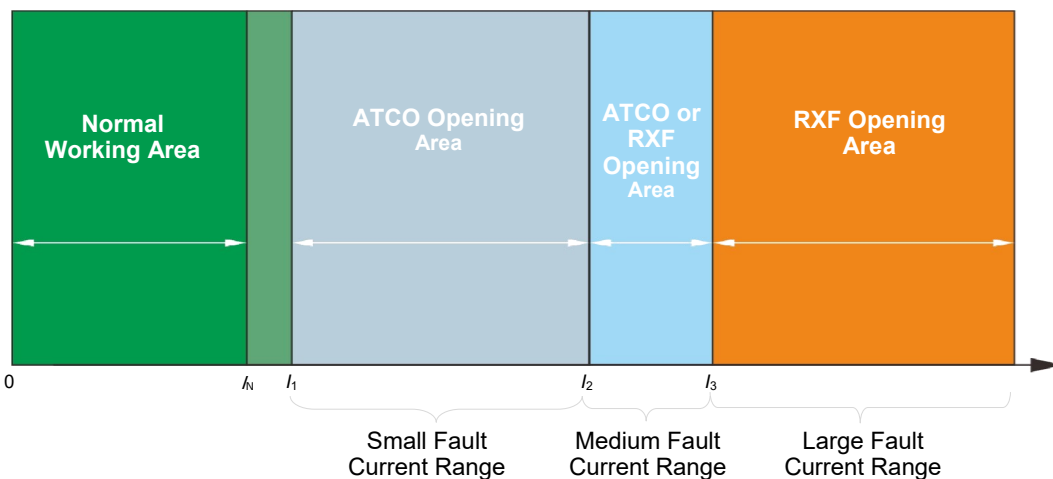 Normal
Working Area
ATCO Opening
Area
ATCO or
RXF
Opening
Area
RXF Opening
Area
0
IN
I1
I2
I3
Small Fault
Current Range
Medium Fault
Current Range
Large Fault
Current Range